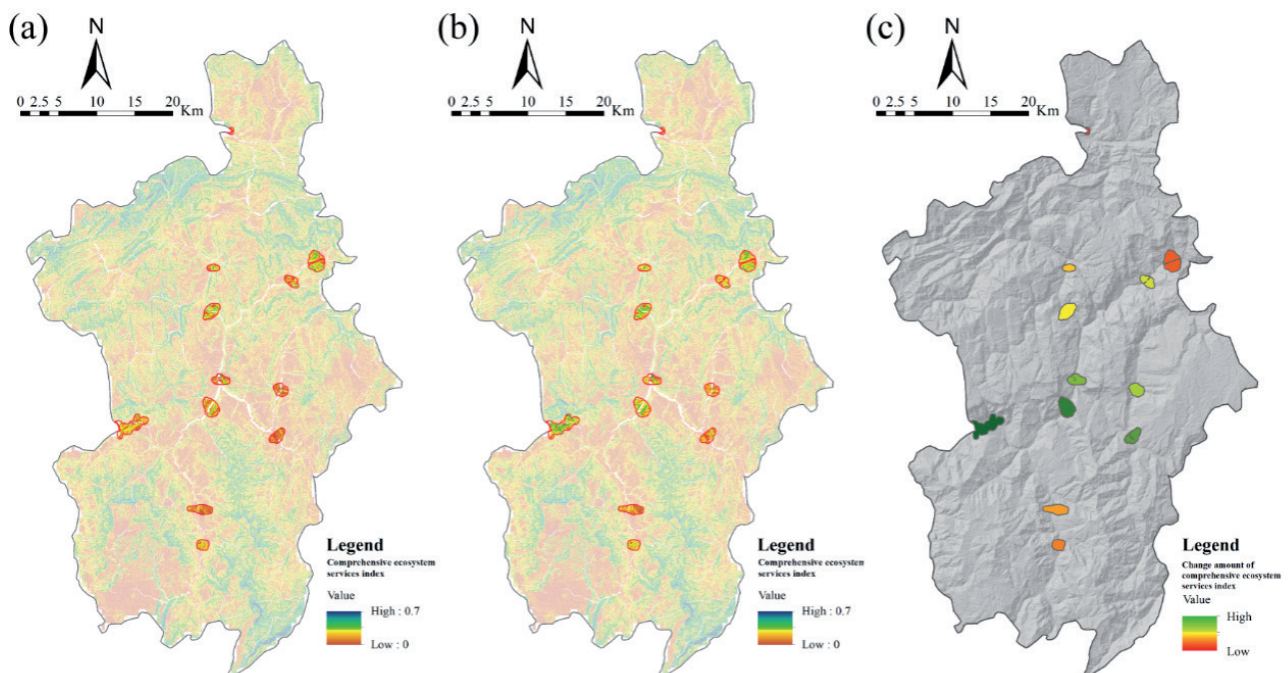 (a)
N
0 2.5 5 10 15 20
Km
Legend
Comprehensive ecosystem
services index
Value
High : 0.7
Low : 0
(b)
N
0 2.5 5 10 15 20
Km
Legend
Comprehensive ecosystem
services index
Value
High : 0.7
Low : 0
(c)
N
0 2.5 5 10 15 20
Km
Legend
Change amount of
comprehensive ecosystem
services index
Value
High
Low